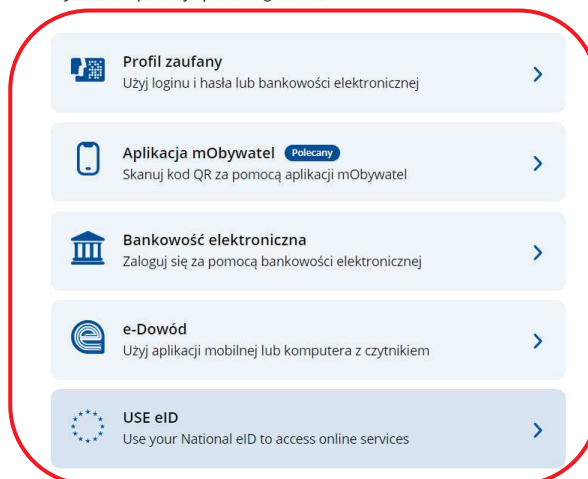 Profil zaufany
Użyj loginu i hasła lub bankowości elektronicznej
Aplikacja mObywatel Polecany
Skanuj kod QR za pomocą aplikacji mObywatel
Bankowość elektroniczna
Zaloguj się za pomocą bankowości elektronicznej
e-Dowód
Użyj aplikacji mobilnej lub komputera z czytnikiem
USE eID
Use your National eID to access online services